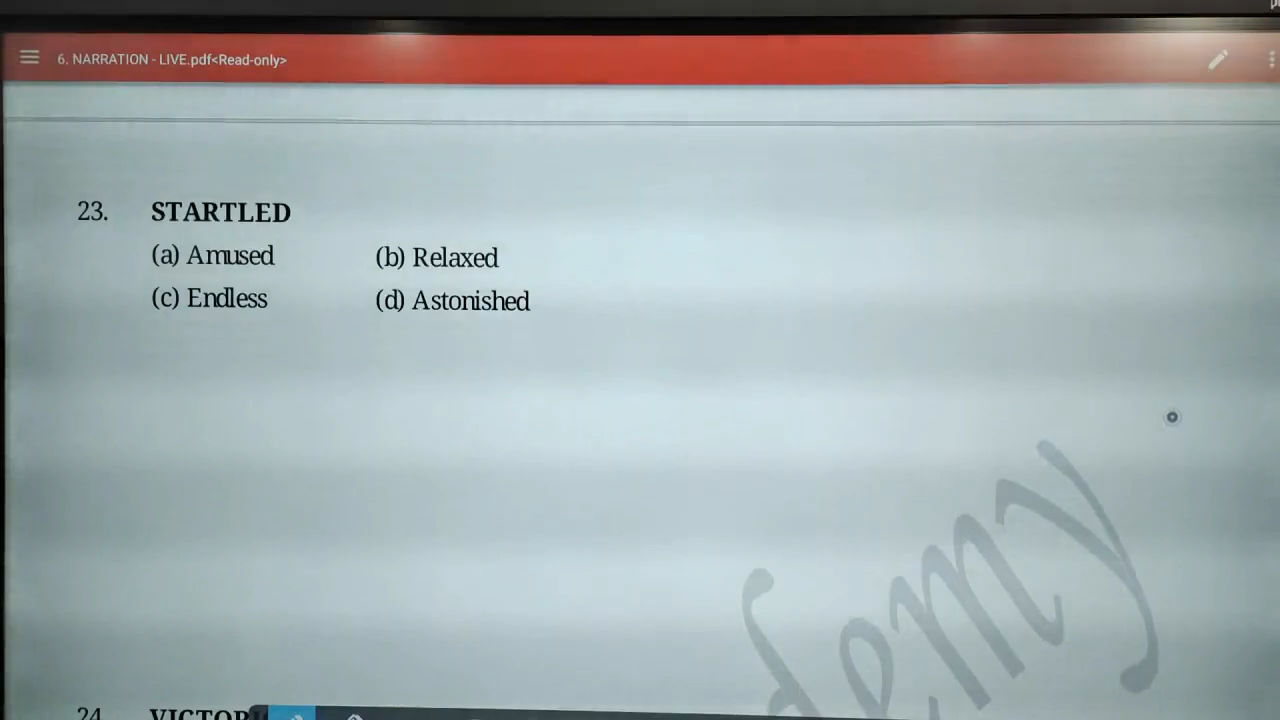 6. NARRATION - LIVE.pdf<Read-only>
23. STARTLED
(a) Amused (b) Relaxed
(c) Endless (d) Astonished
24.